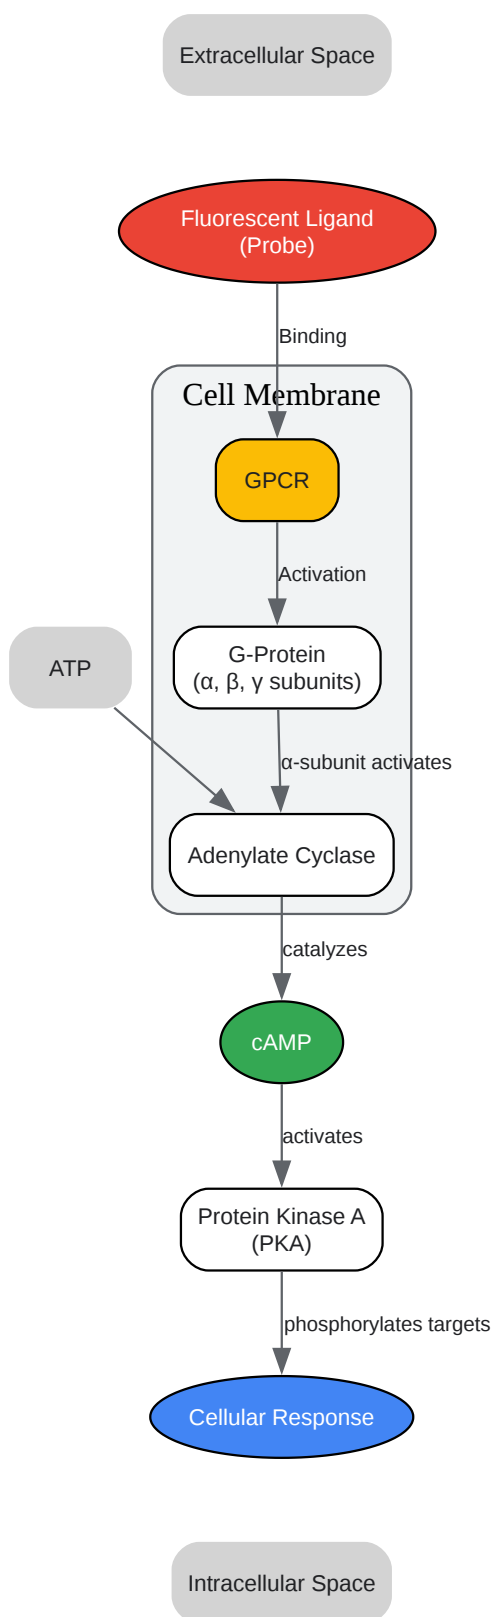 Extracellular Space
Fluorescent Ligand
(Probe)
Binding
Cell Membrane
GPCR
Activation
ATP
G-Protein
(α, β, γ subunits)
α-subunit activates
Adenylate Cyclase
catalyzes
cAMP
activates
Protein Kinase A
(PKA)
phosphorylates targets
Cellular Response
Intracellular Space